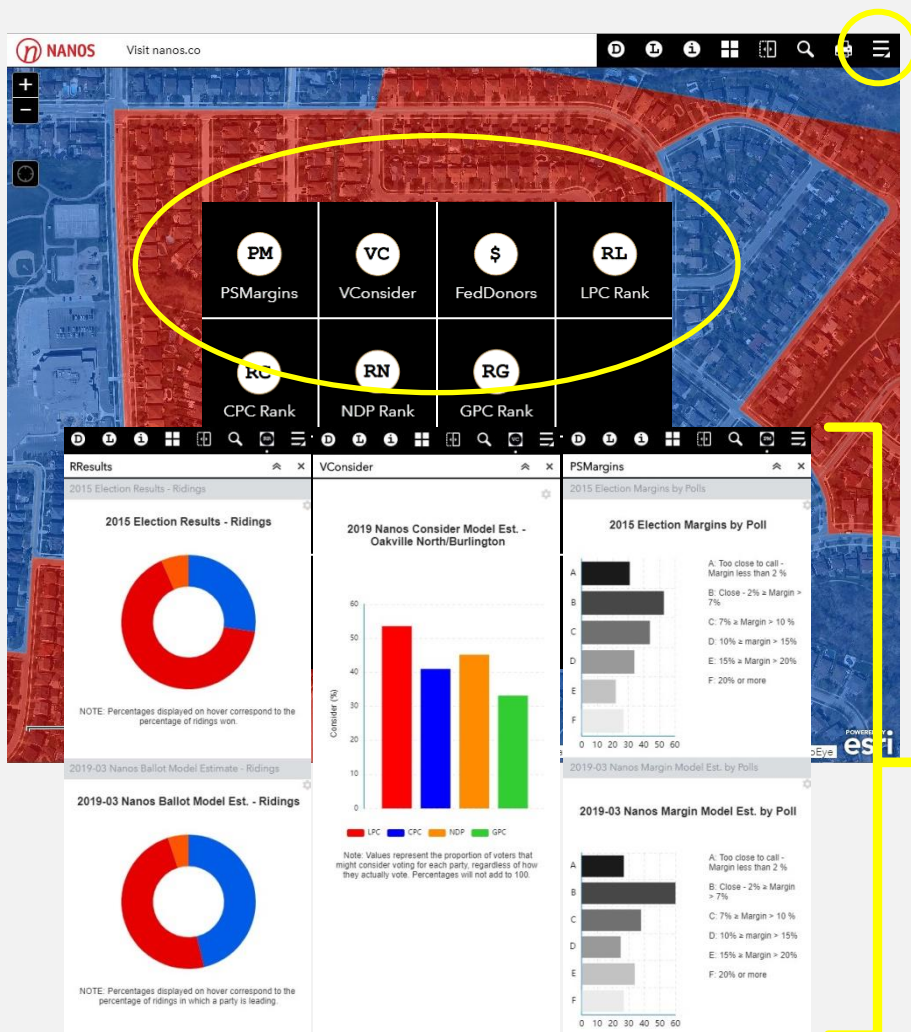 NANOS Visit nanos.co
D L i
+
−
PM VC $ RL
PSMargins VConsider FedDonors LPC Rank
RC RN RG
CPC Rank NDP Rank GPC Rank
D L i
RResults
2015 Election Results - Ridings
2015 Election Results - Ridings
NOTE: Percentages displayed on hover correspond to the
percentage of ridings won.
2019-03 Nanos Ballot Model Estimate - Ridings
2019-03 Nanos Ballot Model Est. - Ridings
NOTE: Percentages displayed on hover correspond to the
percentage of ridings in which a party is leading.
D L i VC
VConsider
2019 Nanos Consider Model Est. -
Oakville North/Burlington
Consider (%)
60
50
40
30
20
10
0
LPC CPC NDP GPC
Note: Values represent the proportion of voters that
might consider voting for each party, regardless of how
they actually vote. Percentages will not add to 100.
D L i PM
PSMargins
2015 Election Margins by Polls
2015 Election Margins by Poll
A
B
C
D
E
F
0 10 20 30 40 50 60
A: Too close to call -
Margin less than 2 %
B: Close - 2% ≥ Margin >
7%
C: 7% ≥ Margin > 10 %
D: 10% ≥ margin > 15%
E: 15% ≥ Margin > 20%
F: 20% or more
2019-03 Nanos Margin Model Est. by Polls
2019-03 Nanos Margin Model Est. by Poll
A
B
C
D
E
F
0 10 20 30 40 50 60
A: Too close to call -
Margin less than 2 %
B: Close - 2% ≥ Margin
> 7%
C: 7% ≥ Margin > 10 %
D: 10% ≥ margin > 15%
E: 15% ≥ Margin > 20%
F: 20% or more
POWERED BY
esri